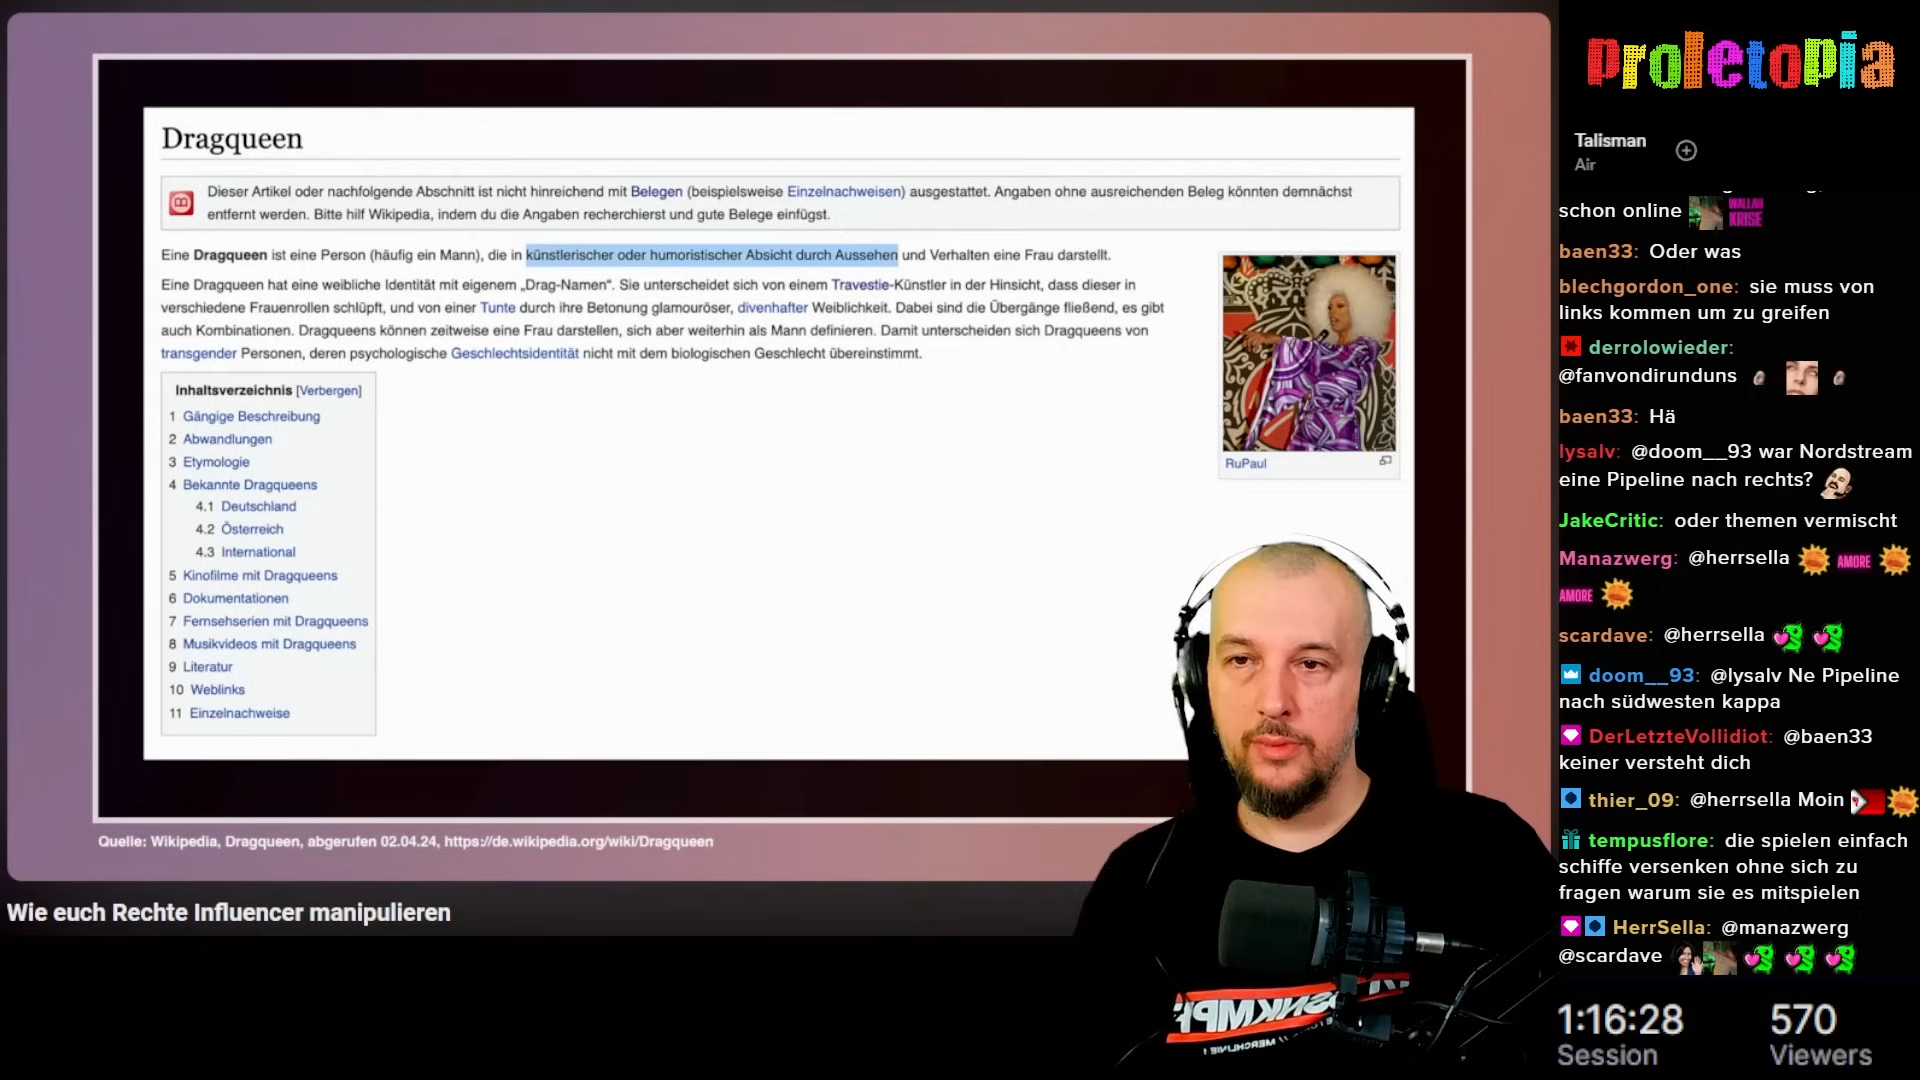 Dragqueen
Dieser Artikel oder nachfolgende Abschnitt ist nicht hinreichend mit Belegen (beispielsweise Einzelnachweisen) ausgestattet. Angaben ohne ausreichenden Beleg könnten demnächst
entfernt werden. Bitte hilf Wikipedia, indem du die Angaben recherchierst und gute Belege einfügst.
Eine Dragqueen ist eine Person (häufig ein Mann), die in künstlerischer oder humoristischer Absicht durch Aussehen und Verhalten eine Frau darstellt.
Eine Dragqueen hat eine weibliche Identität mit eigenem „Drag-Namen“. Sie unterscheidet sich von einem Travestie-Künstler in der Hinsicht, dass dieser in
verschiedene Frauenrollen schlüpft, und von einer Tunte durch ihre Betonung glamouröser, divenhafter Weiblichkeit. Dabei sind die Übergänge fließend, es gibt
auch Kombinationen. Dragqueens können zeitweise eine Frau darstellen, sich aber weiterhin als Mann definieren. Damit unterscheiden sich Dragqueens von
transgender Personen, deren psychologische Geschlechtsidentität nicht mit dem biologischen Geschlecht übereinstimmt.
RuPaul
Inhaltsverzeichnis [Verbergen]
1 Gängige Beschreibung
2 Abwandlungen
3 Etymologie
4 Bekannte Dragqueens
4.1 Deutschland
4.2 Österreich
4.3 International
5 Kinofilme mit Dragqueens
6 Dokumentationen
7 Fernsehserien mit Dragqueens
8 Musikvideos mit Dragqueens
9 Literatur
10 Weblinks
11 Einzelnachweise
Quelle: Wikipedia, Dragqueen, abgerufen 02.04.24, https://de.wikipedia.org/wiki/Dragqueen
Wie euch Rechte Influencer manipulieren
Proletopia
Talisman
Air
schon online WALLAH KRISE
baen33: Oder was
blechgordon_one: sie muss von
links kommen um zu greifen
derrolowieder:
@fanvondirunduns
baen33: Hä
lysalv: @doom__93 war Nordstream
eine Pipeline nach rechts?
JakeCritic: oder themen vermischt
Manazwerg: @herrsella AMORE
AMORE
scardave: @herrsella
doom__93: @lysalv Ne Pipeline
nach südwesten kappa
DerLetzteVollidiot: @baen33
keiner versteht dich
thier_09: @herrsella Moin
tempusflore: die spielen einfach
schiffe versenken ohne sich zu
fragen warum sie es mitspielen
HerrSella: @manazwerg
@scardave
1:16:28
Session
570
Viewers